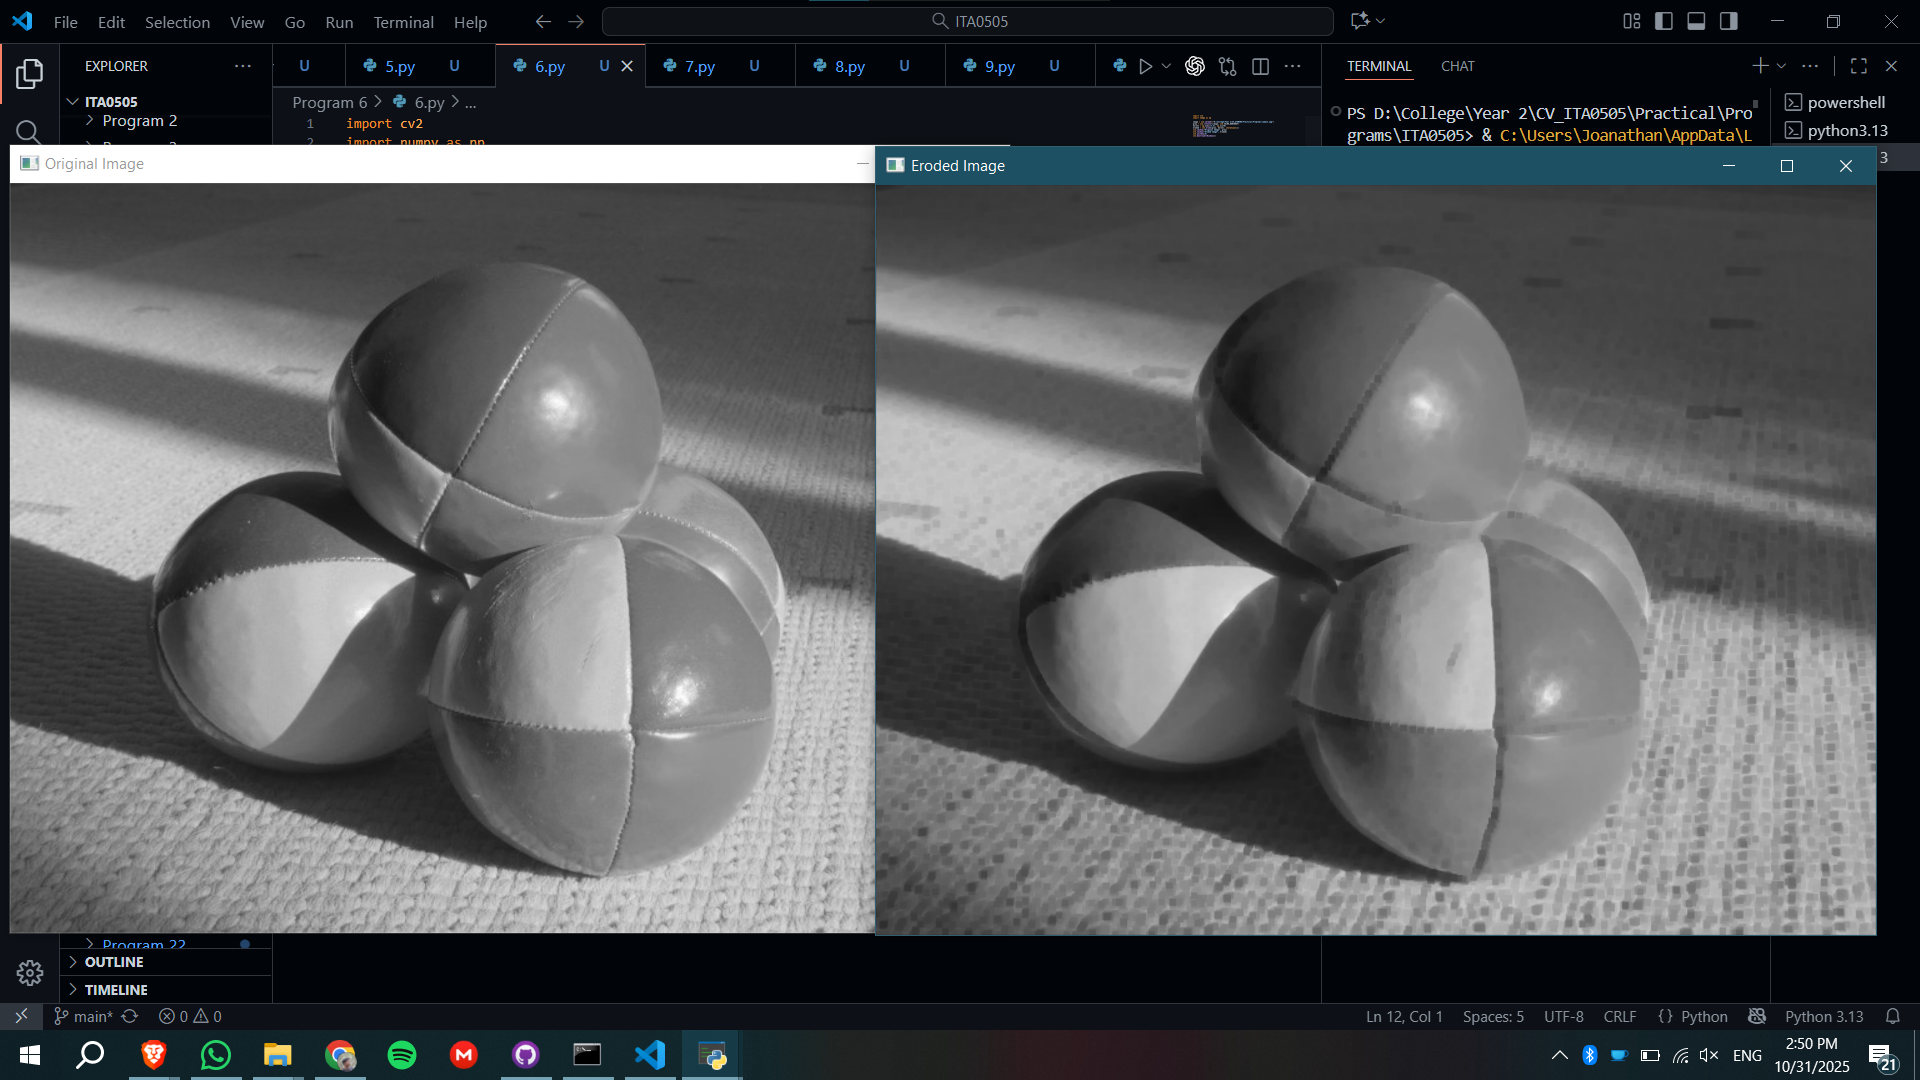 File Edit Selection View Go Run Terminal Help
ITA0505
EXPLORER
U
5.py U
6.py U
7.py U
8.py U
9.py U
TERMINAL
CHAT
ITA0505
Program 2
Program 6 > 6.py > ...
1 import cv2
2 import numpy as np
PS D:\College\Year 2\CV_ITA0505\Practical\Pro
grams\ITA0505> & C:\Users\Joanathan\AppData\L
powershell
python3.13
3
Original Image
Eroded Image
Program 22
OUTLINE
TIMELINE
main* 0 0
Ln 12, Col 1 Spaces: 5 UTF-8 CRLF {} Python Python 3.13
ENG
2:50 PM
10/31/2025
21